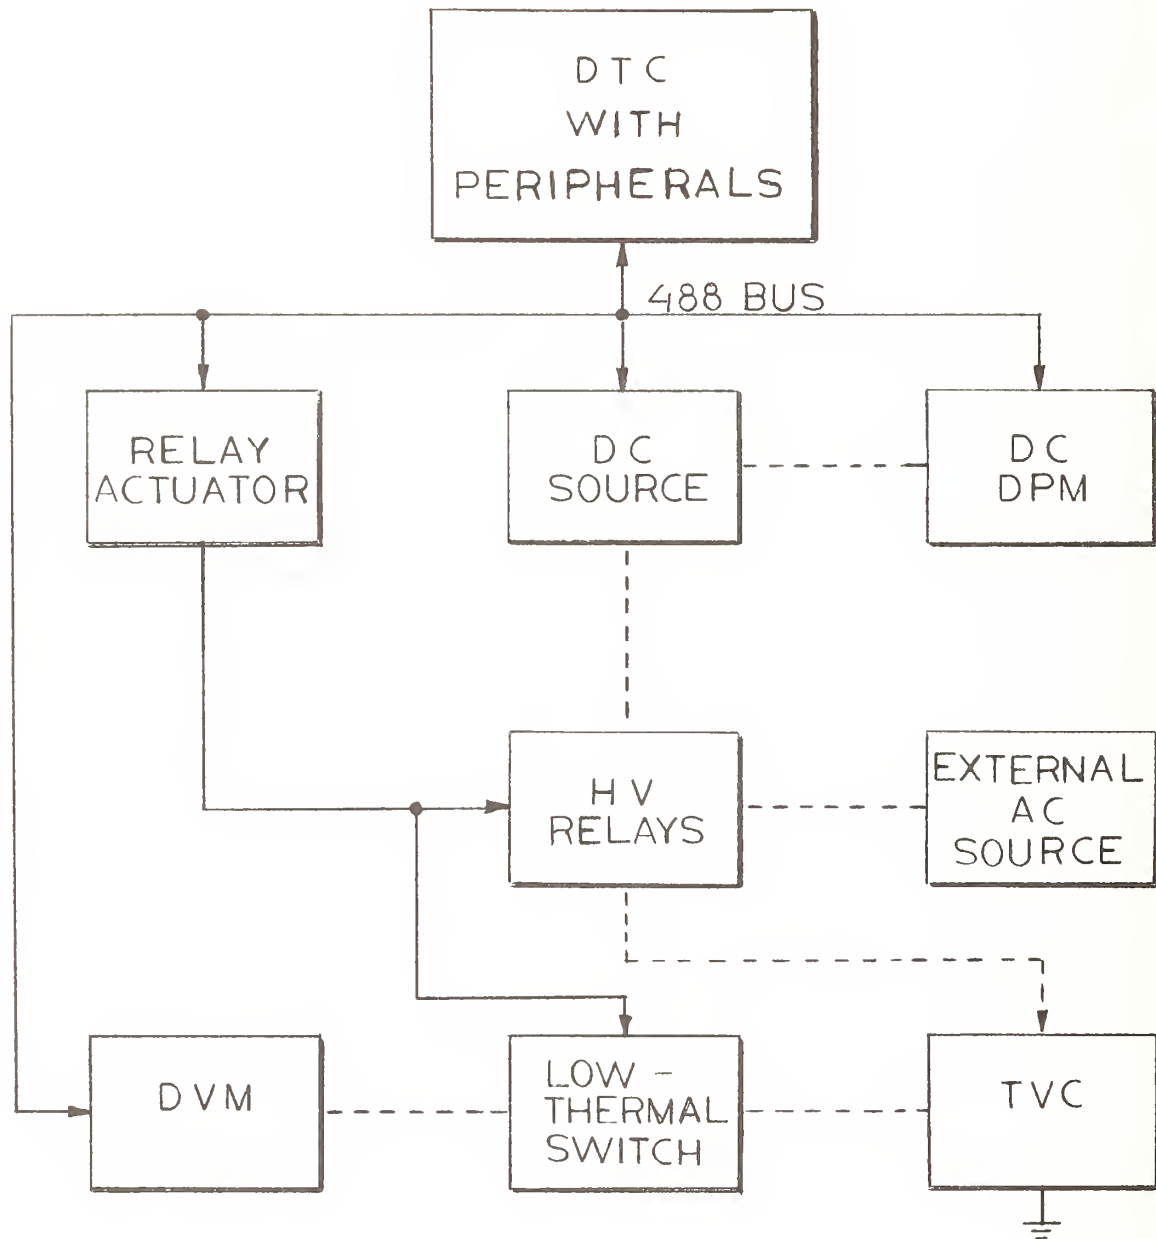 DTC
WITH
PERIPHERALS
488 BUS
RELAY
ACTUATOR
DC
SOURCE
DC
DPM
HV
RELAYS
EXTERNAL
AC
SOURCE
DVM
LOW -
THERMAL
SWITCH
TVC